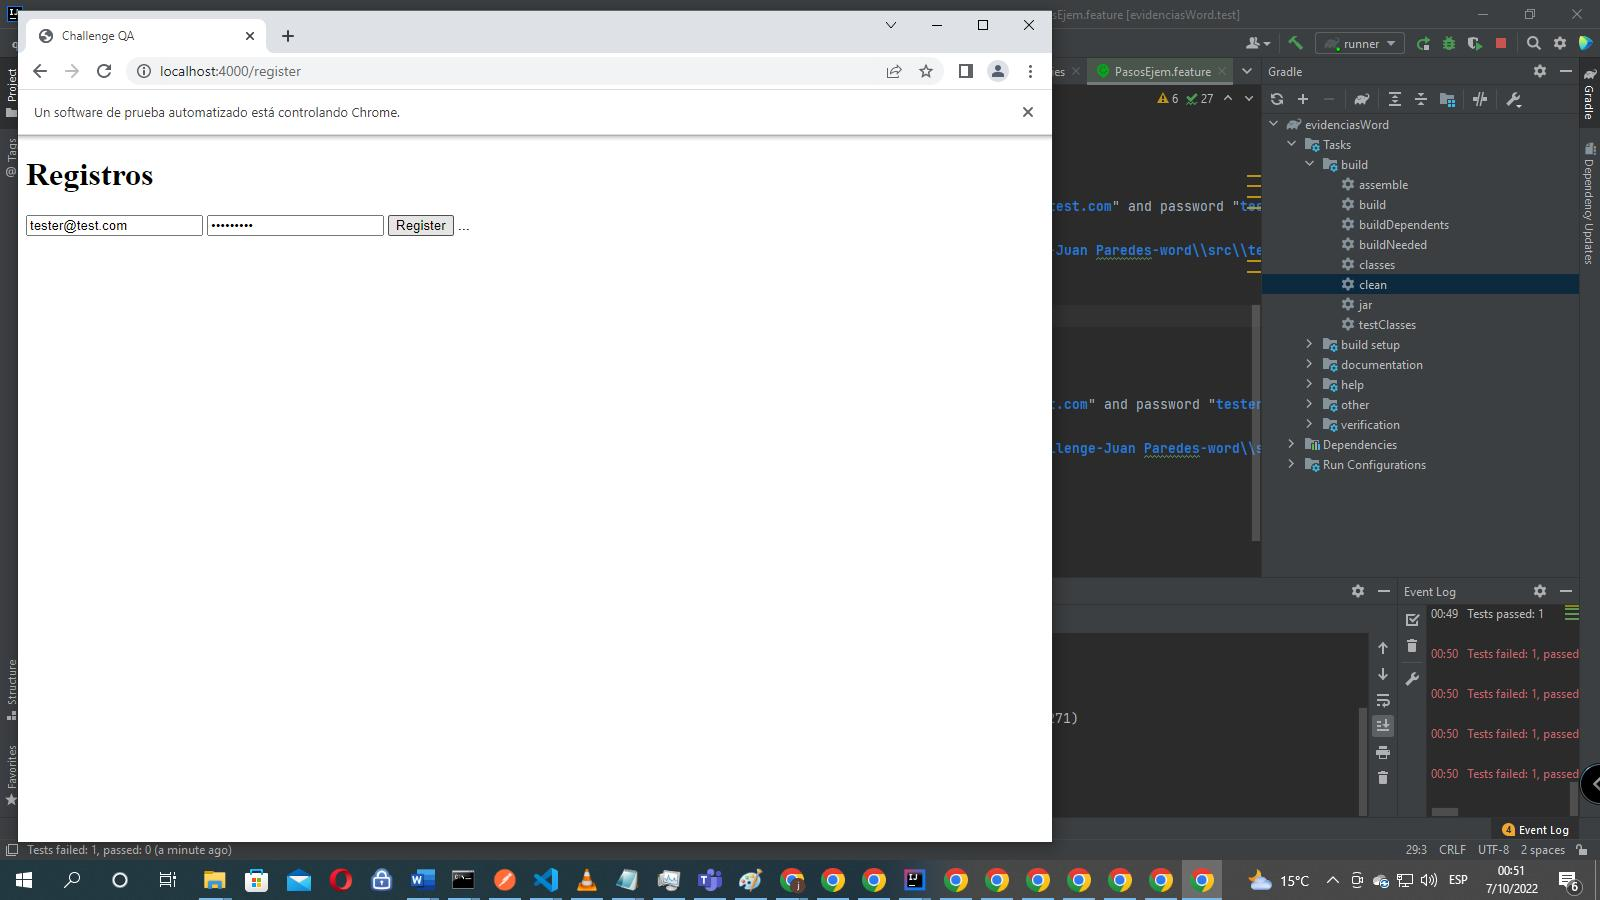 Challenge QA
localhost:4000/register
Un software de prueba automatizado está controlando Chrome.
Registros
tester@test.com
•••••••••
Register
...
Ejem.feature [evidenciasWord.test]
runner
PasosEjem.feature
6
27
est.com" and password "
-Juan Paredes-word\\src\\te
t.com" and password "tester
llenge-Juan Paredes-word\\s
271)
Gradle
evidenciasWord
Tasks
build
assemble
build
buildDependents
buildNeeded
classes
clean
jar
testClasses
build setup
documentation
help
other
verification
Dependencies
Run Configurations
Project
@ Tags
Structure
Favorites
Gradle
Dependency Updates
Event Log
00:49 Tests passed: 1
00:50 Tests failed: 1, passed
00:50 Tests failed: 1, passed
00:50 Tests failed: 1, passed
00:50 Tests failed: 1, passed
4 Event Log
Tests failed: 1, passed: 0 (a minute ago)
29:3 CRLF UTF-8 2 spaces
15°C
ESP
00:51
7/10/2022
6